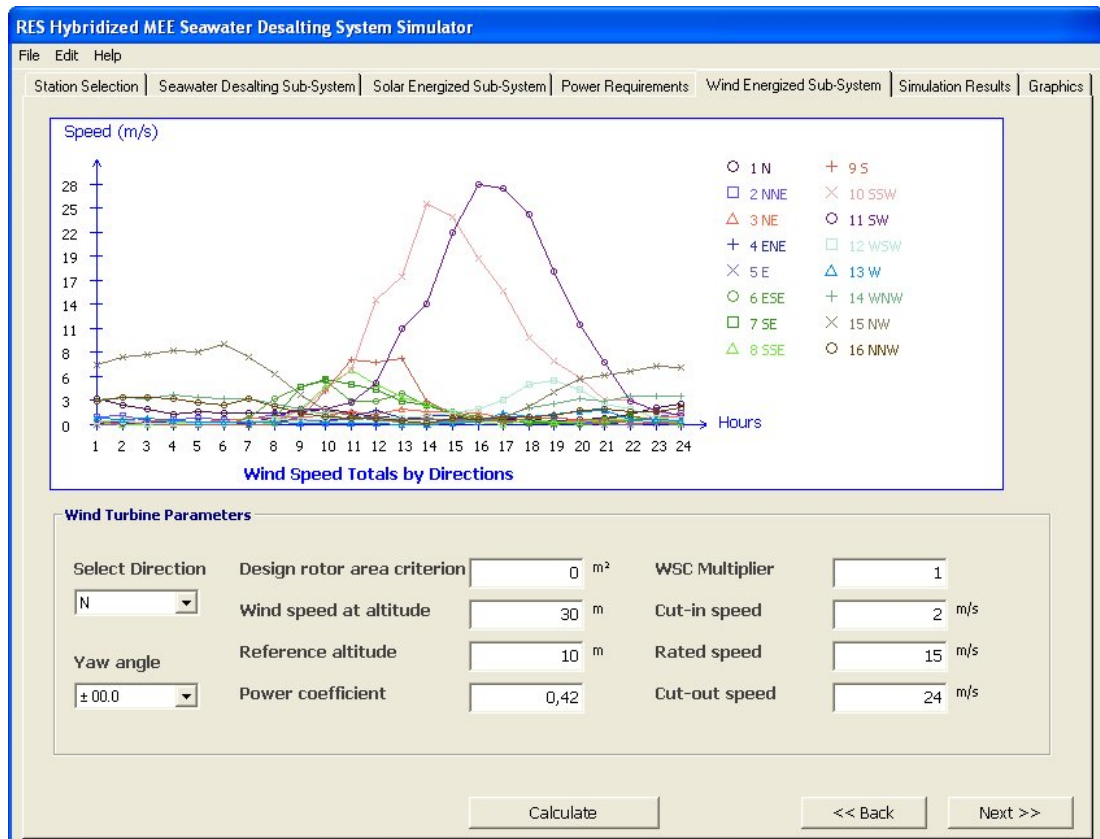 RES Hybridized MEE Seawater Desalting System Simulator
File Edit Help
Station Selection Seawater Desalting Sub-System Solar Energized Sub-System Power Requirements Wind Energized Sub-System Simulation Results Graphics
Speed (m/s)
28
25
22
19
17
14
11
8
6
3
0
1 2 3 4 5 6 7 8 9 10 11 12 13 14 15 16 17 18 19 20 21 22 23 24
Hours
Wind Speed Totals by Directions
1 N 9 S
2 NNE 10 SSW
3 NE 11 SW
4 ENE 12 WSW
5 E 13 W
6 ESE 14 WNW
7 SE 15 NW
8 SSE 16 NNW
Wind Turbine Parameters
Select Direction
N
Yaw angle
± 00.0
Design rotor area criterion 0 m²
Wind speed at altitude 30 m
Reference altitude 10 m
Power coefficient 0,42
WSC Multiplier 1
Cut-in speed 2 m/s
Rated speed 15 m/s
Cut-out speed 24 m/s
Calculate << Back Next >>